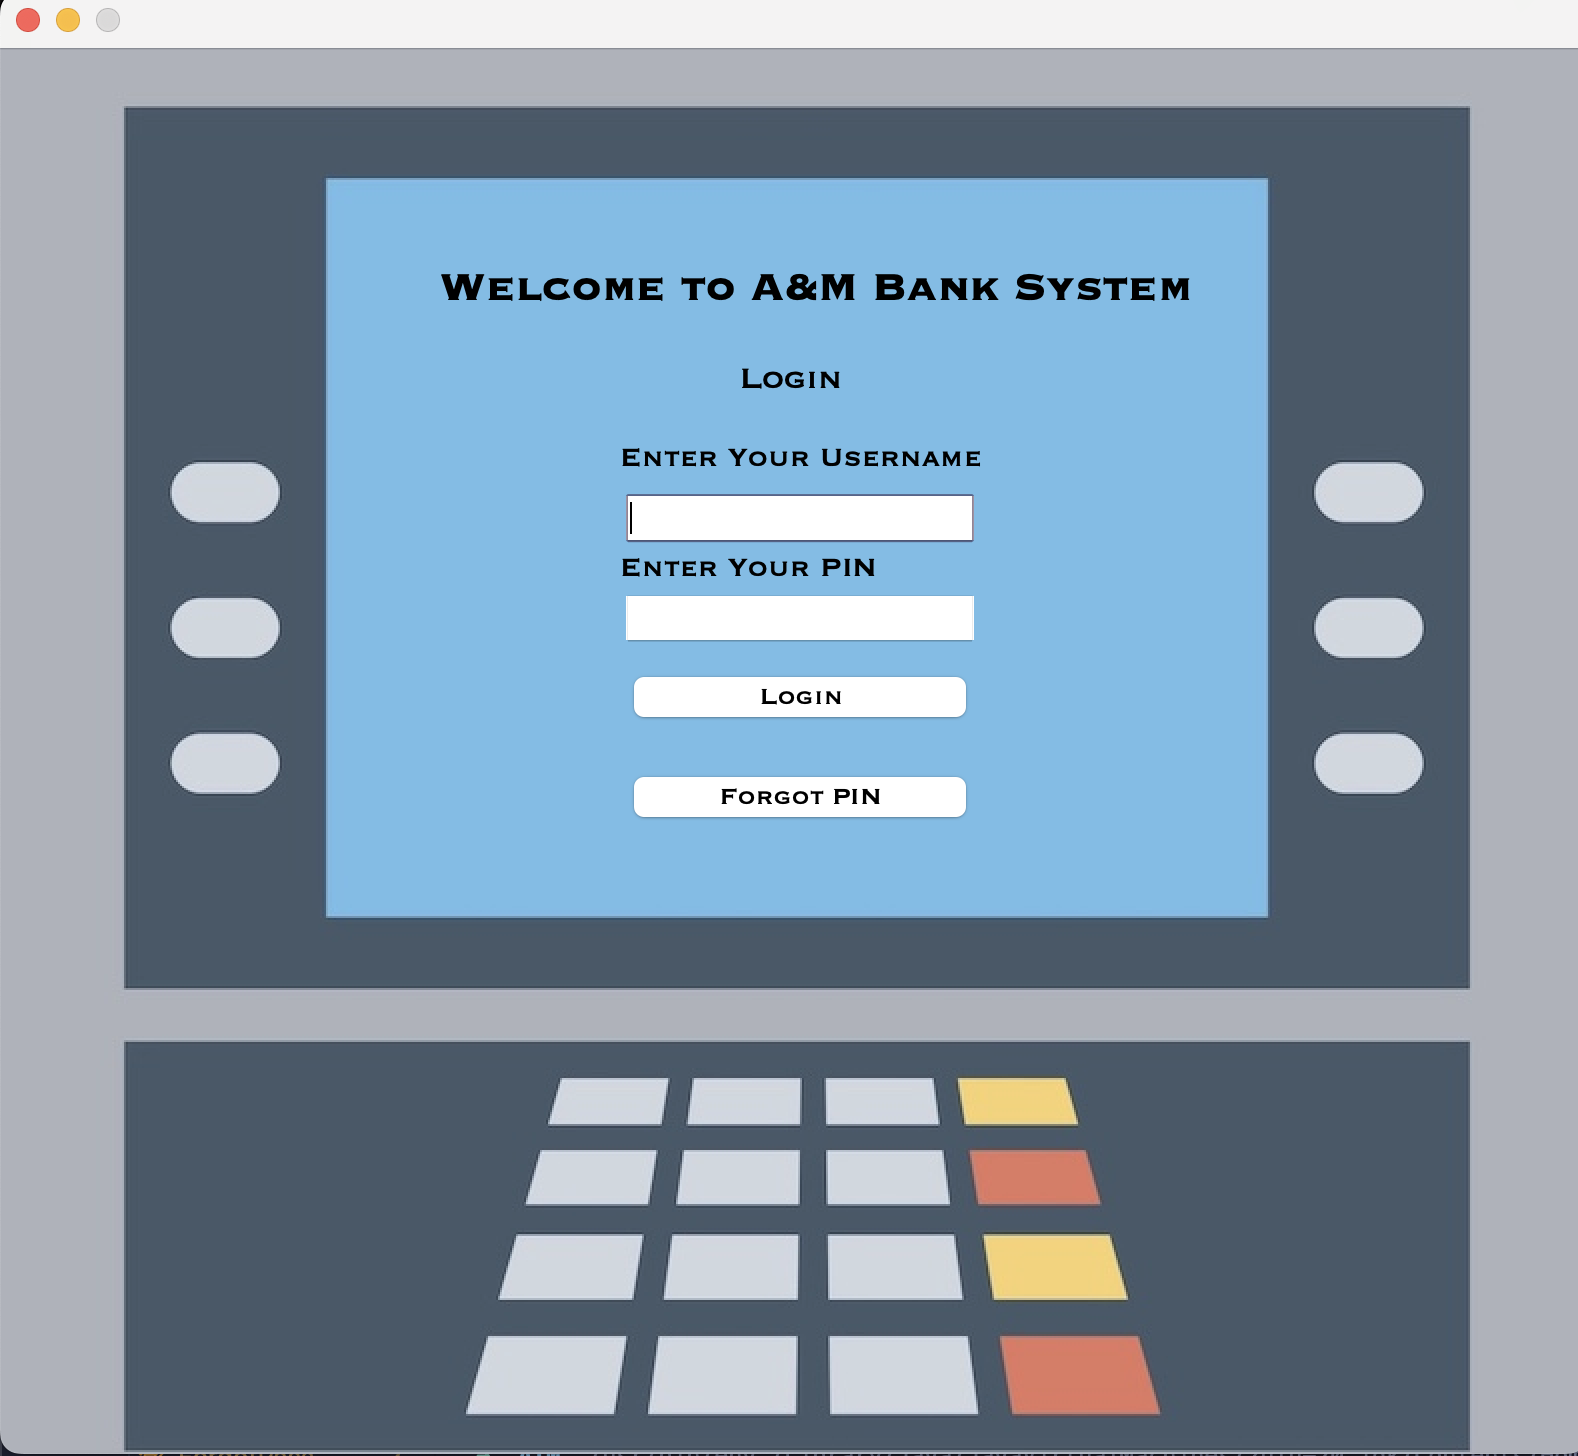 Welcome to A&M Bank System
Login
Enter Your Username
Enter Your PIN
Login
Forgot PIN